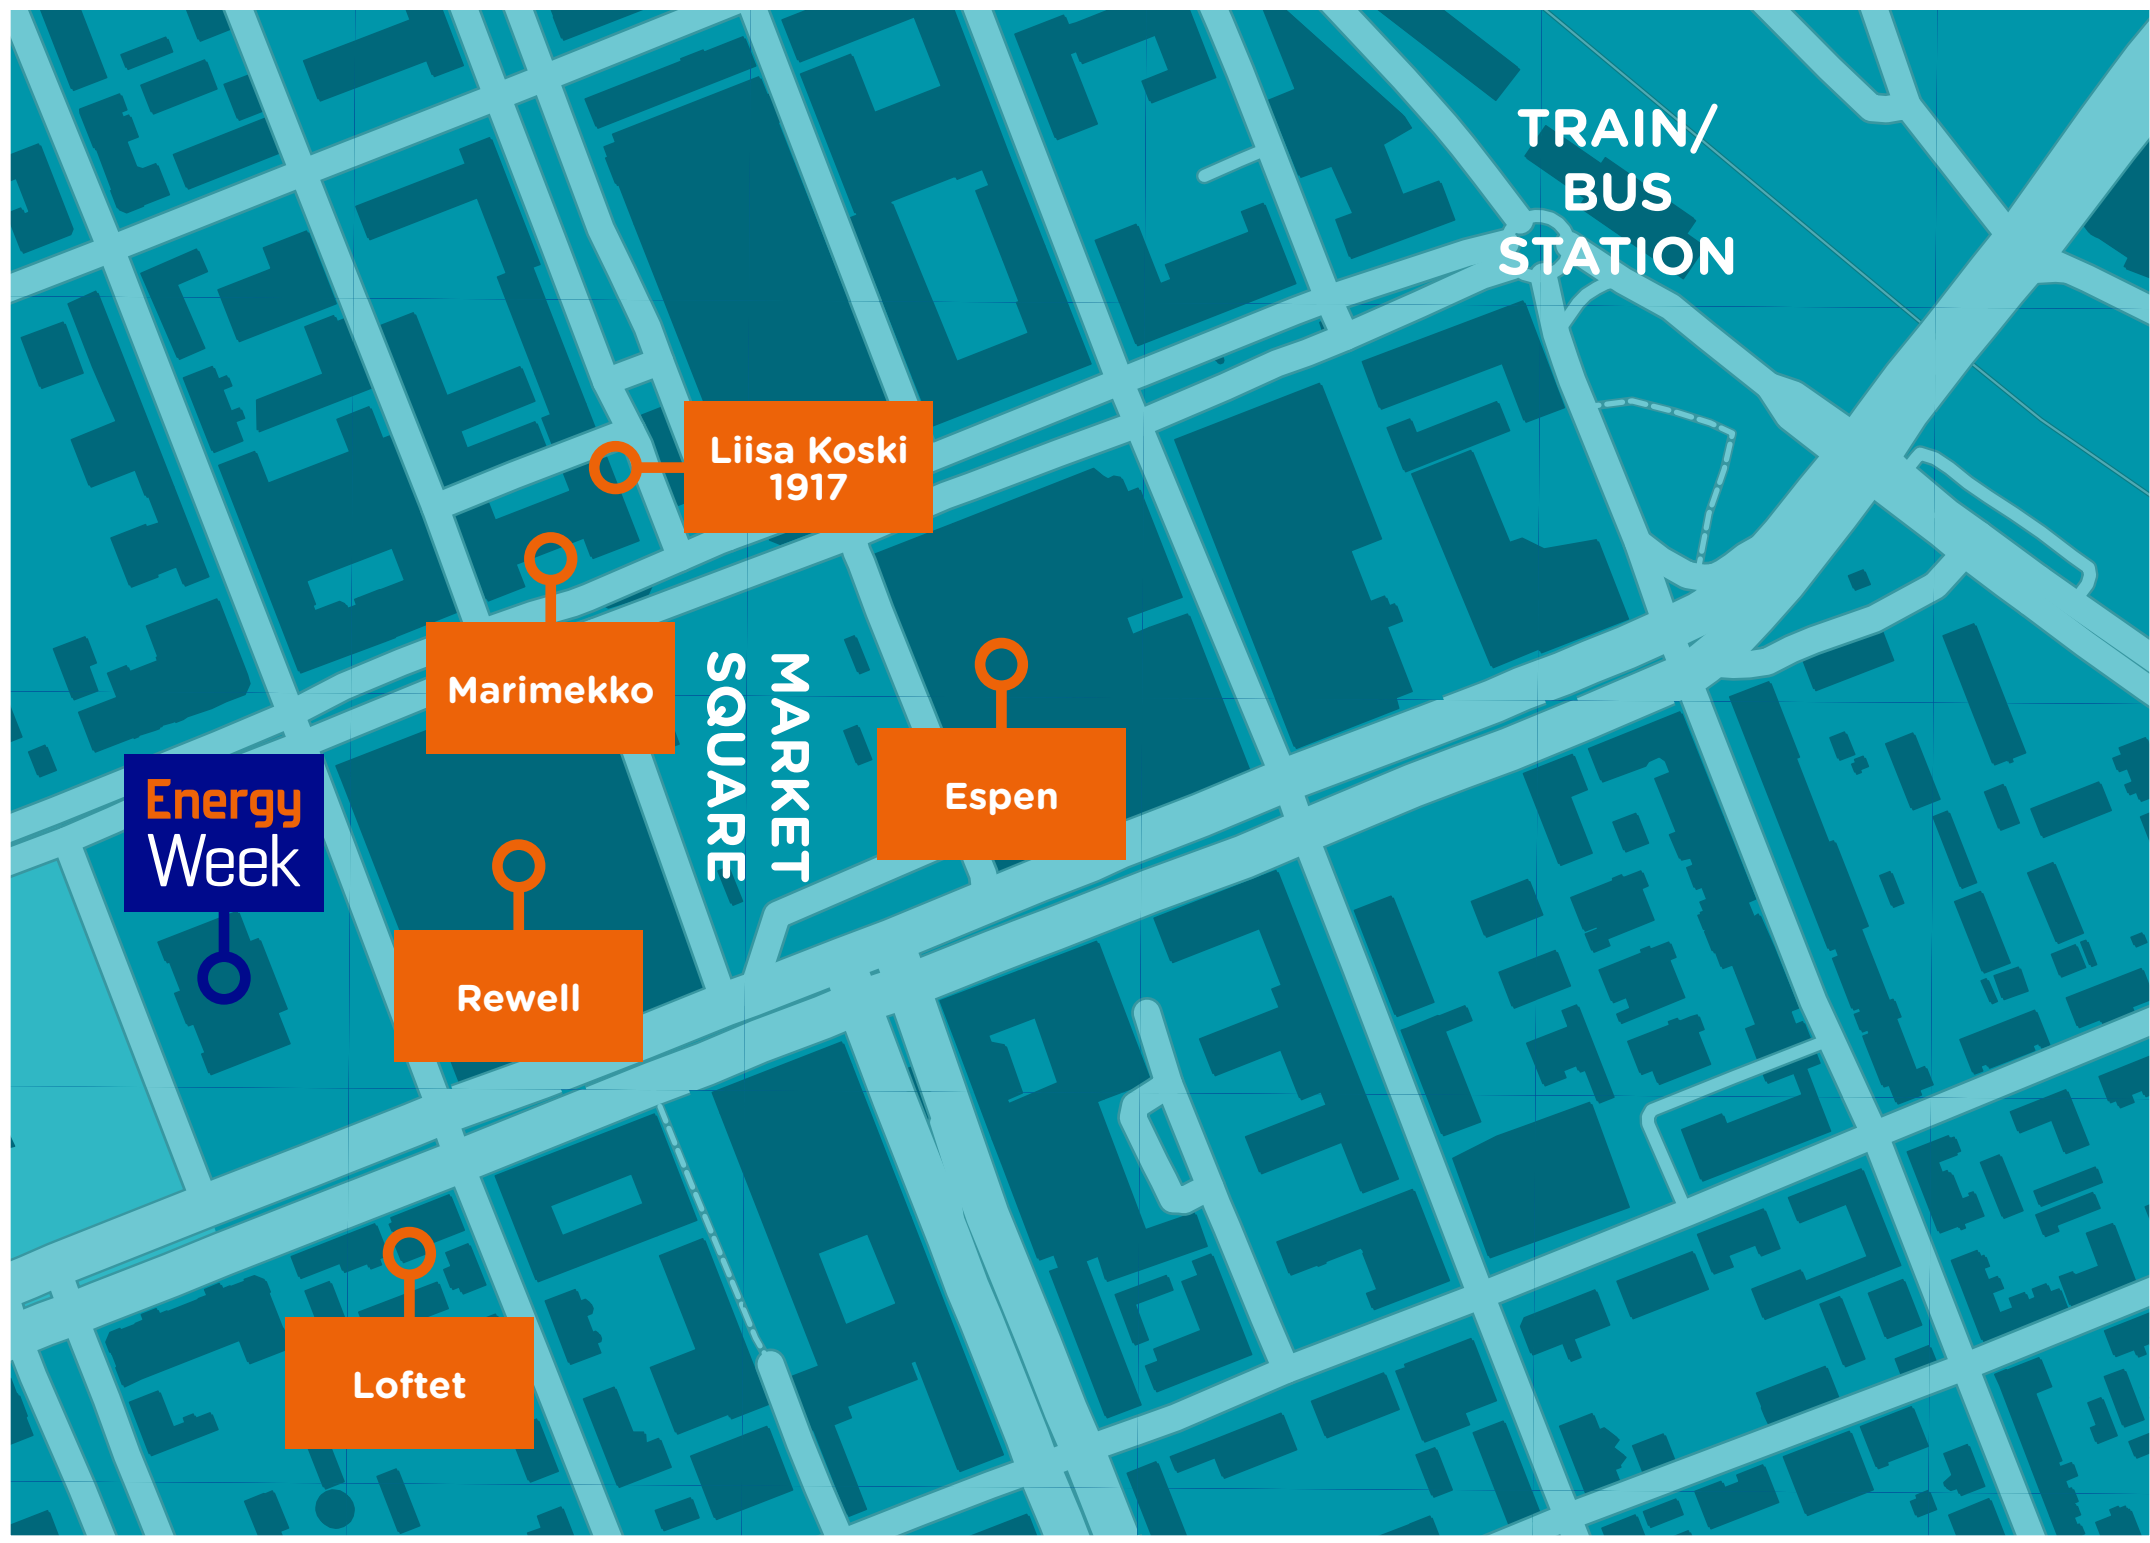 TRAIN/
BUS
STATION
Liisa Koski
1917
Marimekko
MARKET
SQUARE
Espen
Energy
Week
Rewell
Loftet